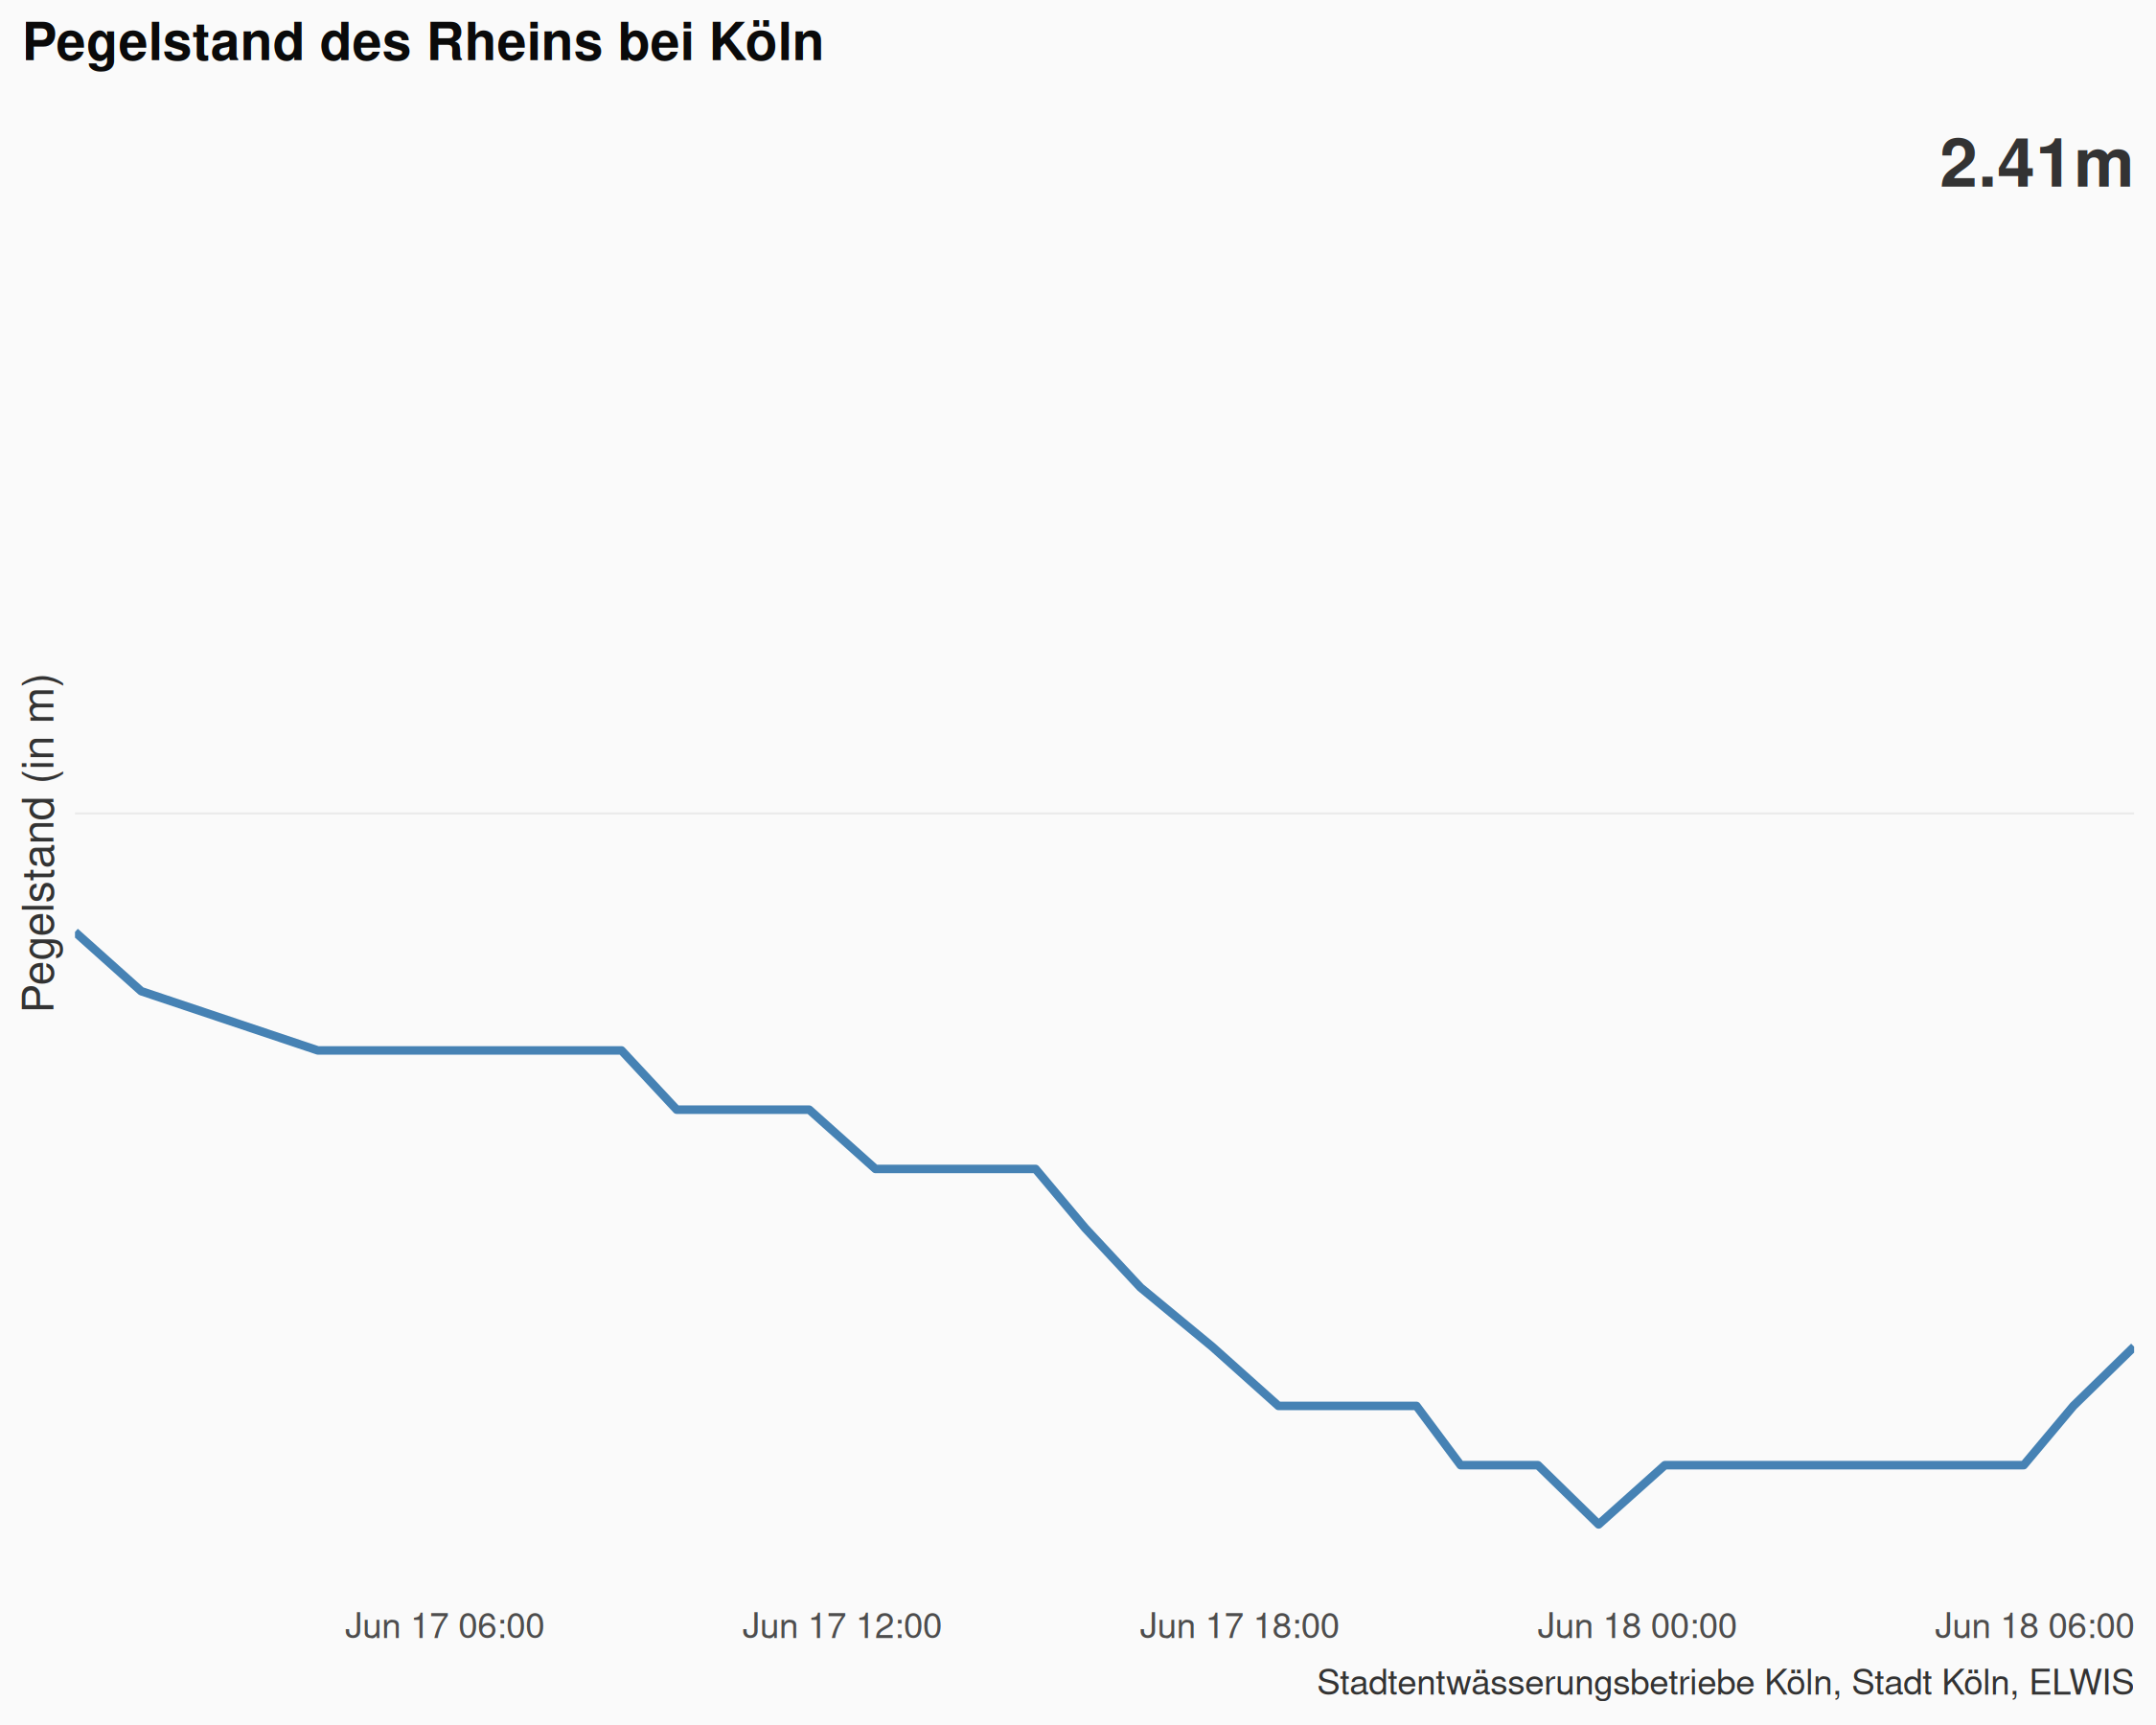 Pegelstand des Rheins bei Köln
2.41m
Pegelstand (in m)
Jun 17 06:00 Jun 17 12:00 Jun 17 18:00 Jun 18 00:00 Jun 18 06:00
Stadtentwässerungsbetriebe Köln, Stadt Köln, ELWIS